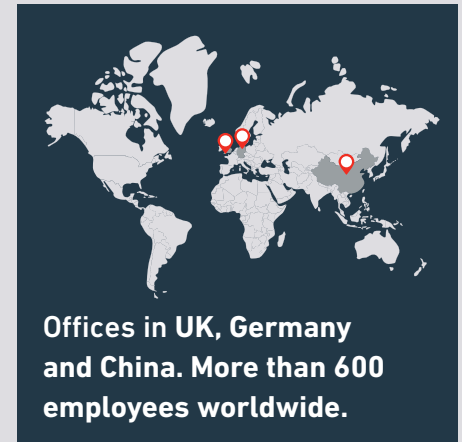 Offices in UK, Germany
and China. More than 600
employees worldwide.